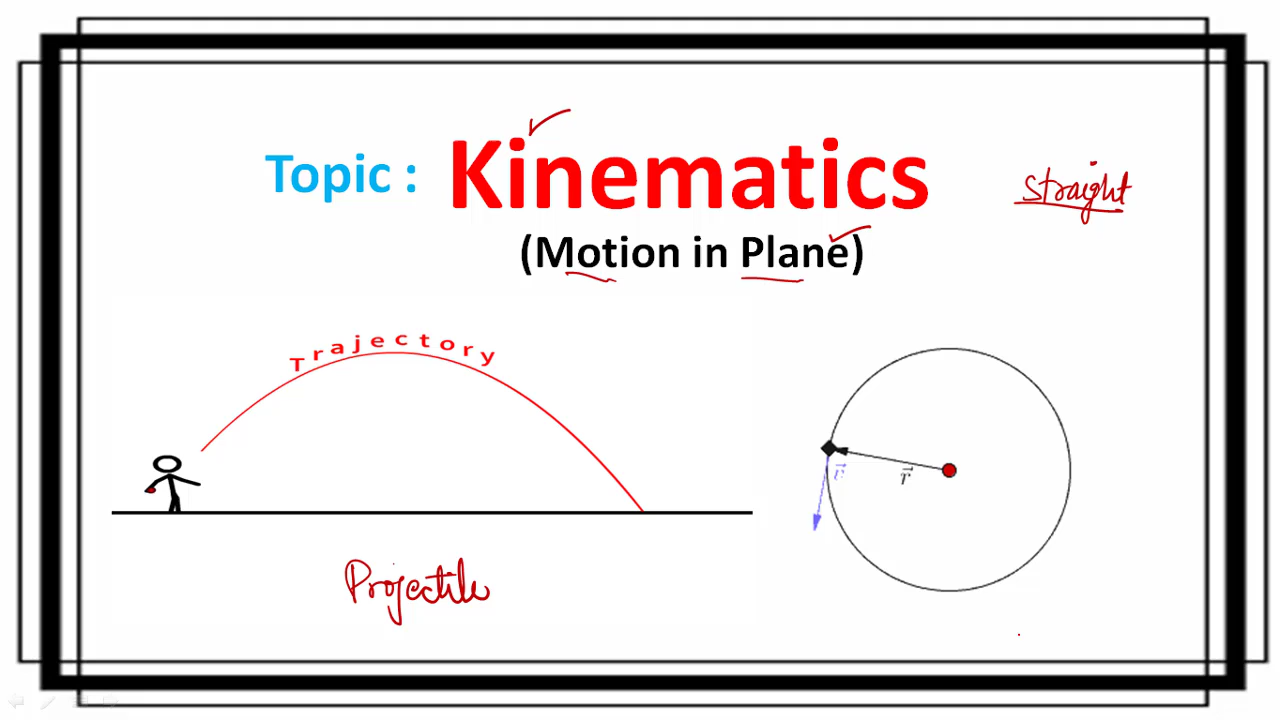 Topic : Kinematics
Straight
(Motion in Plane)
Trajectory
v
r
Projectile